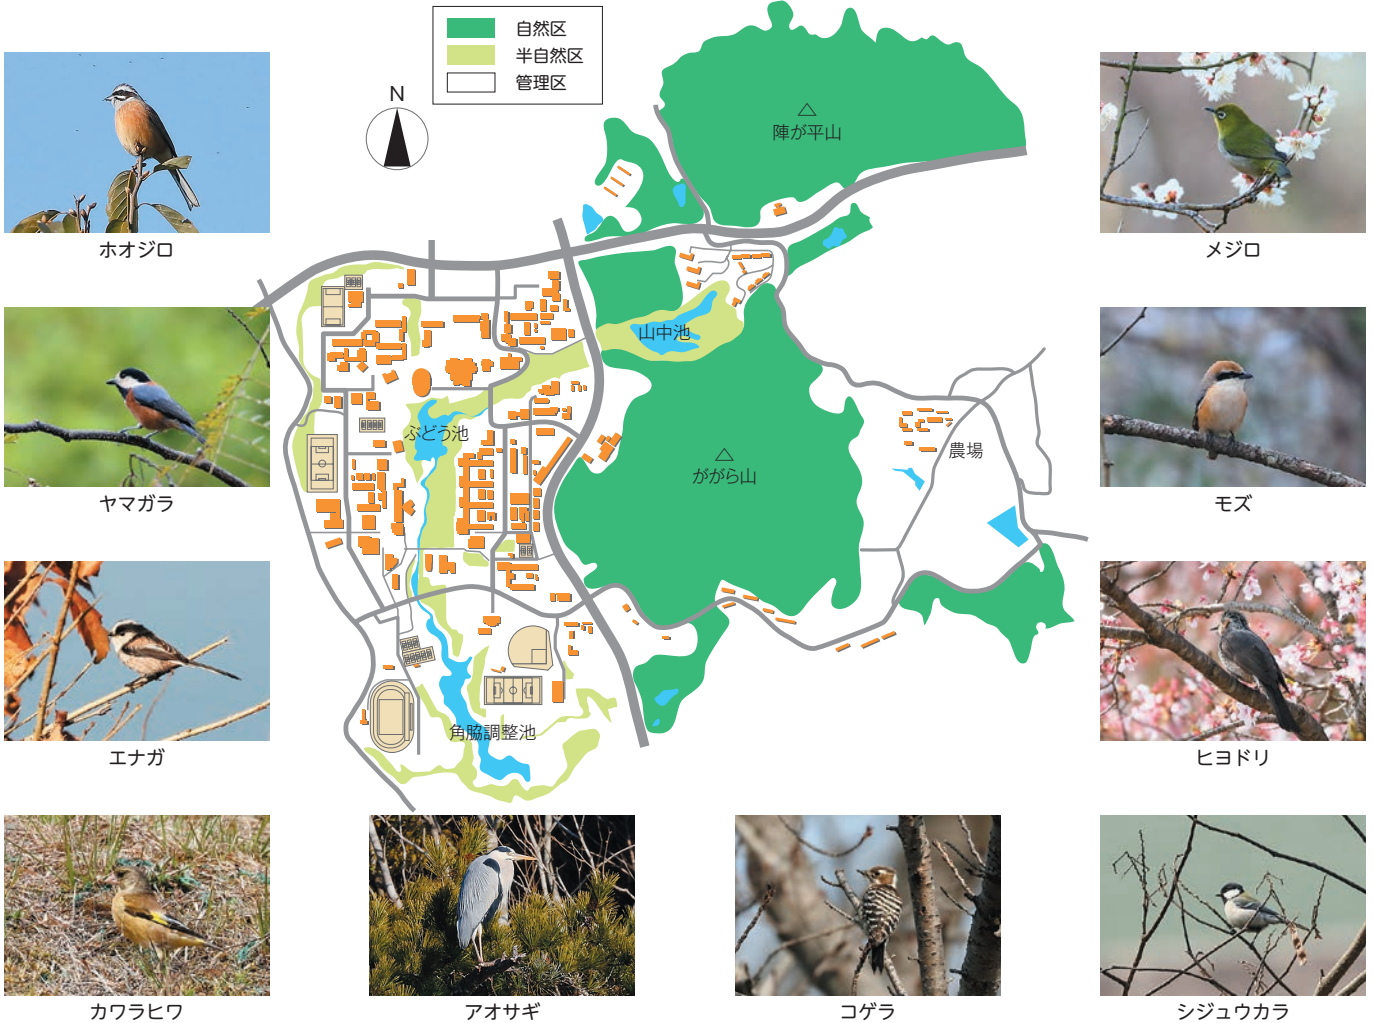 自然区
半自然区
管理区
N
陣が平山
ホオジロ
メジロ
山中池
ぶどう池
農場
ががら山
ヤマガラ
モズ
角脇調整池
エナガ
ヒヨドリ
カワラヒワ
アオサギ
コゲラ
シジュウカラ